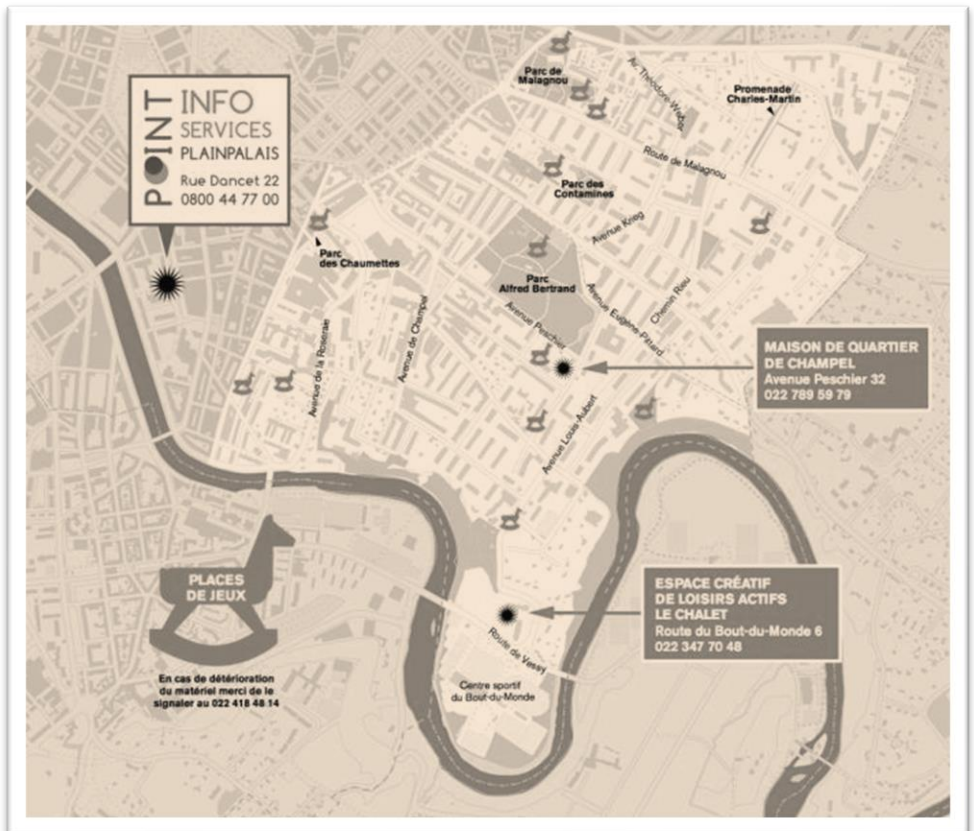 POINT
INFO
SERVICES
PLAINPALAIS
Rue Dancet 22
0800 44 77 00
Parc de
Malagnou
Av. Théodore-Weber
Promenade
Charles-Martin
Route de Malagnou
Parc des
Contamines
Avenue Krieg
Parc
des Chaumettes
Parc
Alfred Bertrand
Avenue Peschier
Avenue Eugène-Pittard
Chemin Rieu
Avenue de Champel
Avenue de la Roseraie
MAISON DE QUARTIER
DE CHAMPEL
Avenue Peschier 32
022 789 59 79
Avenue Louis-Aubert
PLACES
DE JEUX
ESPACE CRÉATIF
DE LOISIRS ACTIFS
LE CHALET
Route du Bout-du-Monde 6
022 347 70 48
Route de Vessy
Centre sportif
du Bout-du-Monde
En cas de détérioration
du matériel merci de le
signaler au 022 418 48 14